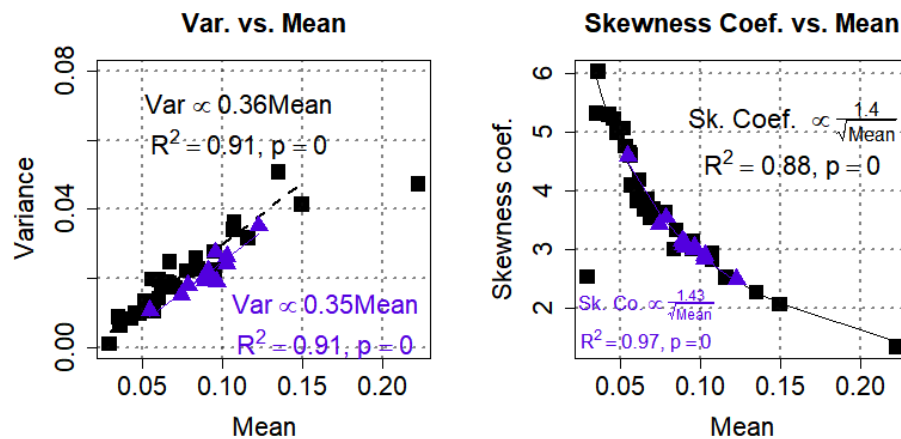 Var. vs. Mean
Variance
0.00
0.04
0.08
Var ∝ 0.36Mean
R² = 0.91, p = 0
Var ∝ 0.35Mean
R² = 0.91, p = 0
0.05 0.10 0.15 0.20
Mean
Skewness Coef. vs. Mean
Skewness coef.
6
5
4
3
2
Sk. Coef. ∝ 1.4/√Mean
R² = 0.88, p = 0
Sk. Co. ∝ 1.43/√Mean
R² = 0.97, p = 0
0.05 0.10 0.15 0.20
Mean